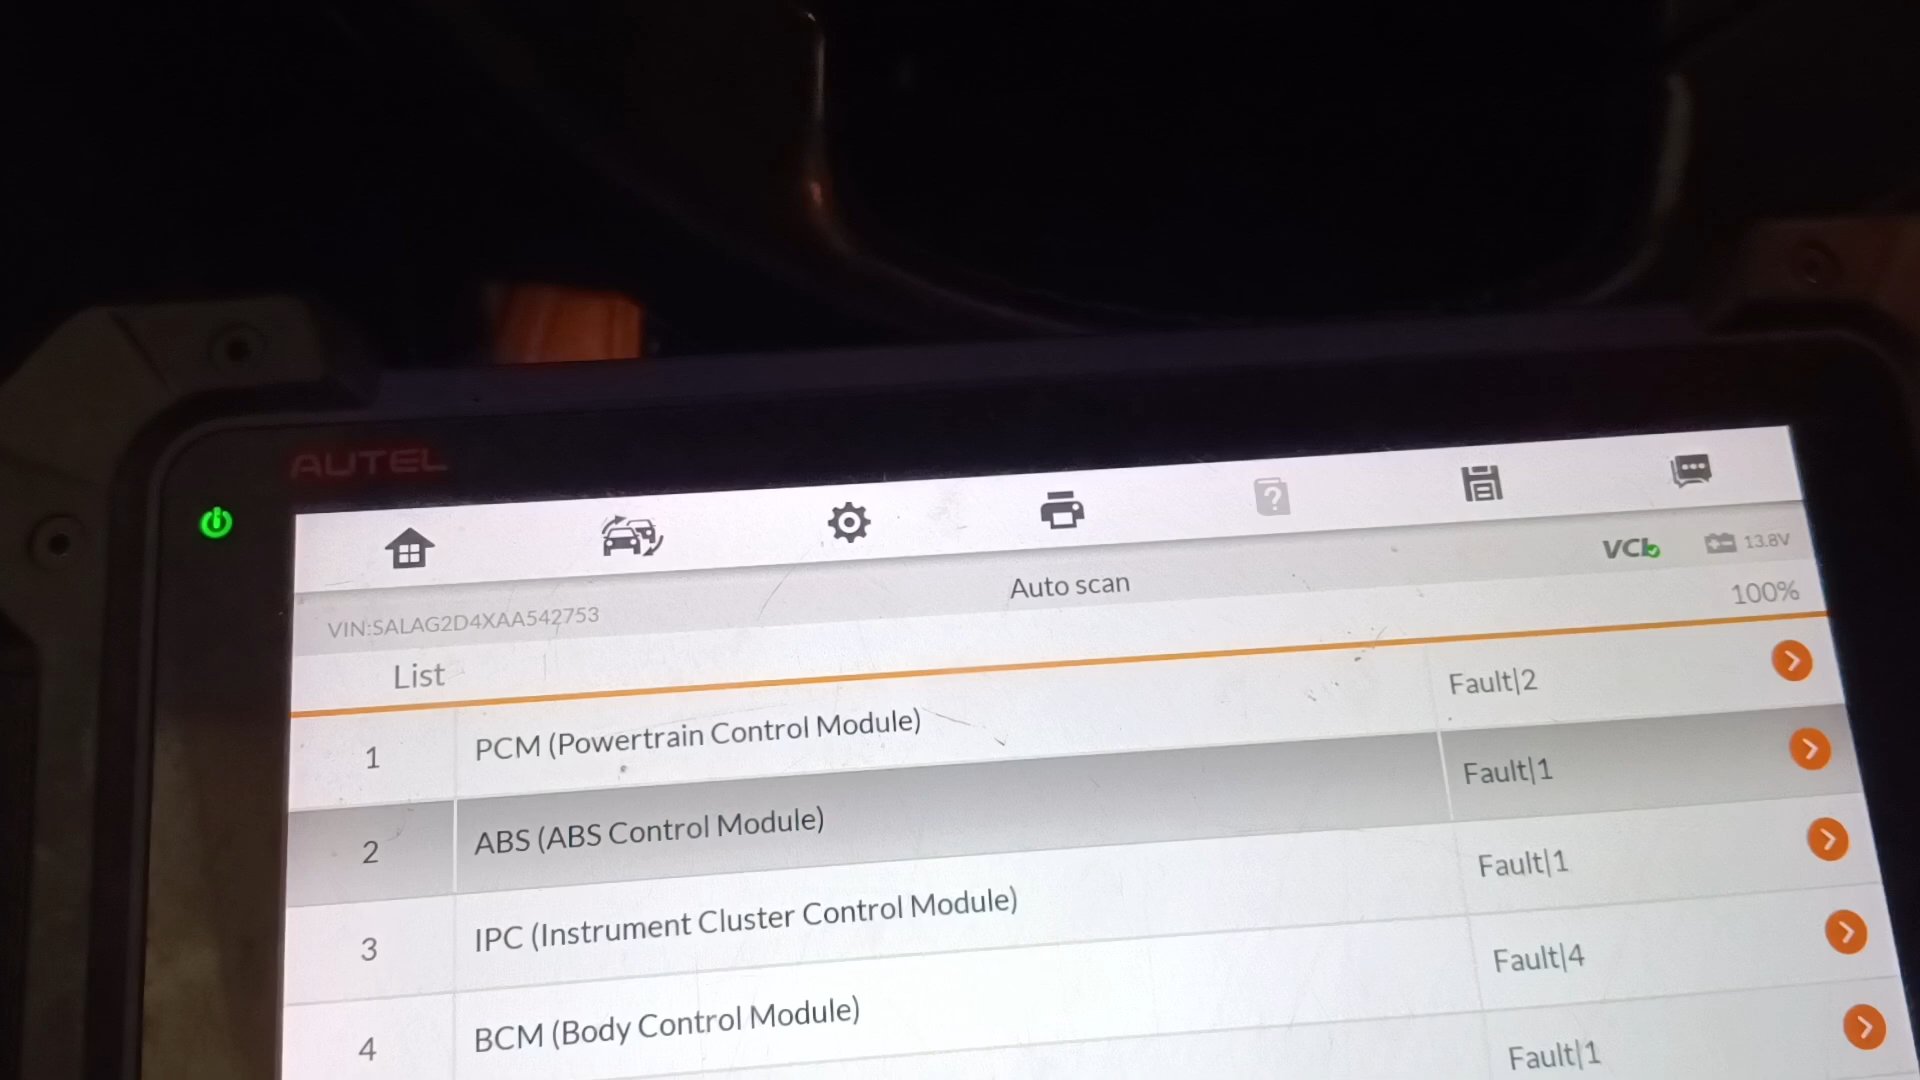 AUTEL
VCI 13.8V
Auto scan
VIN:SALAG2D4XAA542753
100%
List
1 PCM (Powertrain Control Module) Fault|2
2 ABS (ABS Control Module) Fault|1
3 IPC (Instrument Cluster Control Module) Fault|1
4 BCM (Body Control Module) Fault|4
Fault|1